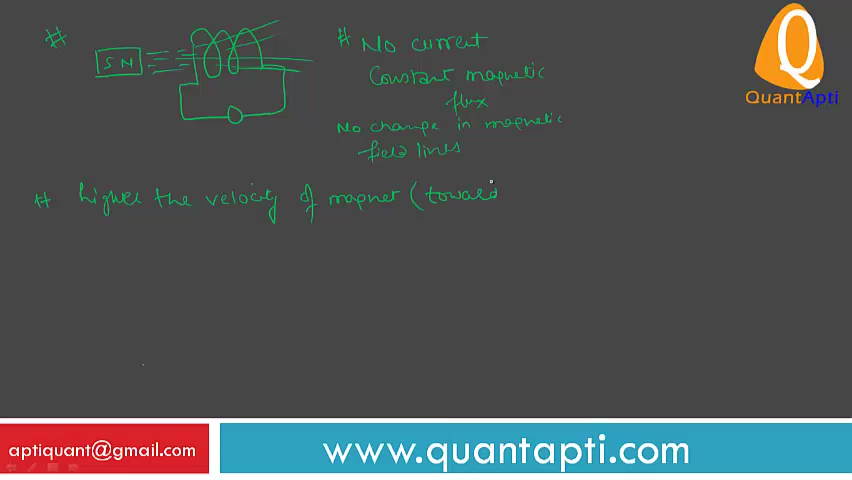 # # No current
S N
Constant magnetic
flux
No change in magnetic
field lines
# higher the velocity of magnet (toward
Q
QuantApti
aptiquant@gmail.com
www.quantapti.com